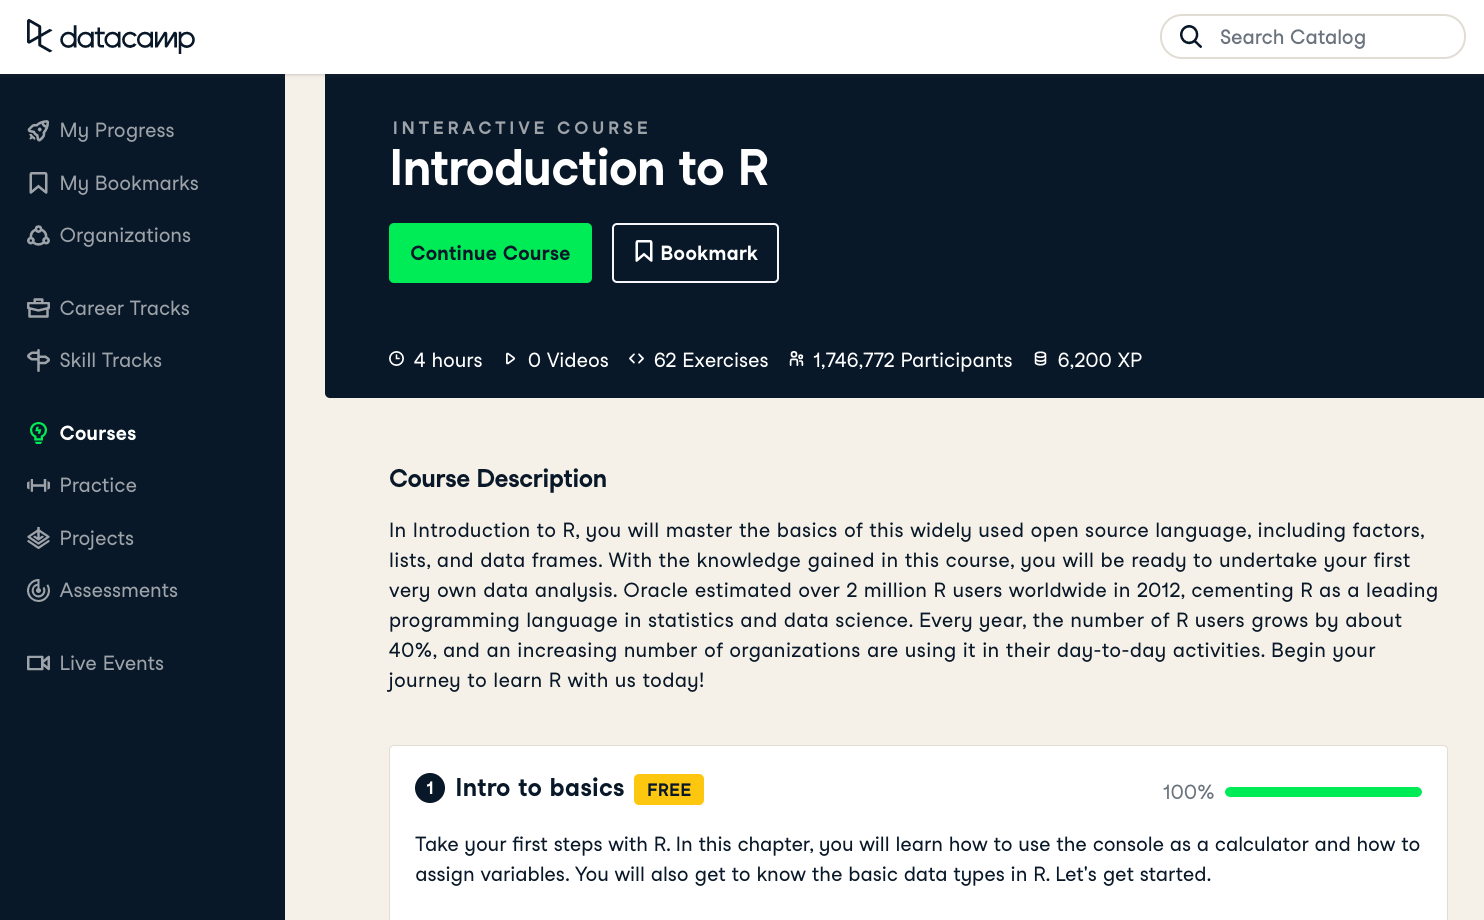 datacamp
Search Catalog
My Progress
My Bookmarks
Organizations
Career Tracks
Skill Tracks
Courses
Practice
Projects
Assessments
Live Events
INTERACTIVE COURSE
Introduction to R
Continue Course
Bookmark
4 hours 0 Videos 62 Exercises 1,746,772 Participants 6,200 XP
Course Description
In Introduction to R, you will master the basics of this widely used open source language, including factors,
lists, and data frames. With the knowledge gained in this course, you will be ready to undertake your first
very own data analysis. Oracle estimated over 2 million R users worldwide in 2012, cementing R as a leading
programming language in statistics and data science. Every year, the number of R users grows by about
40%, and an increasing number of organizations are using it in their day-to-day activities. Begin your
journey to learn R with us today!
1 Intro to basics FREE 100%
Take your first steps with R. In this chapter, you will learn how to use the console as a calculator and how to
assign variables. You will also get to know the basic data types in R. Let's get started.